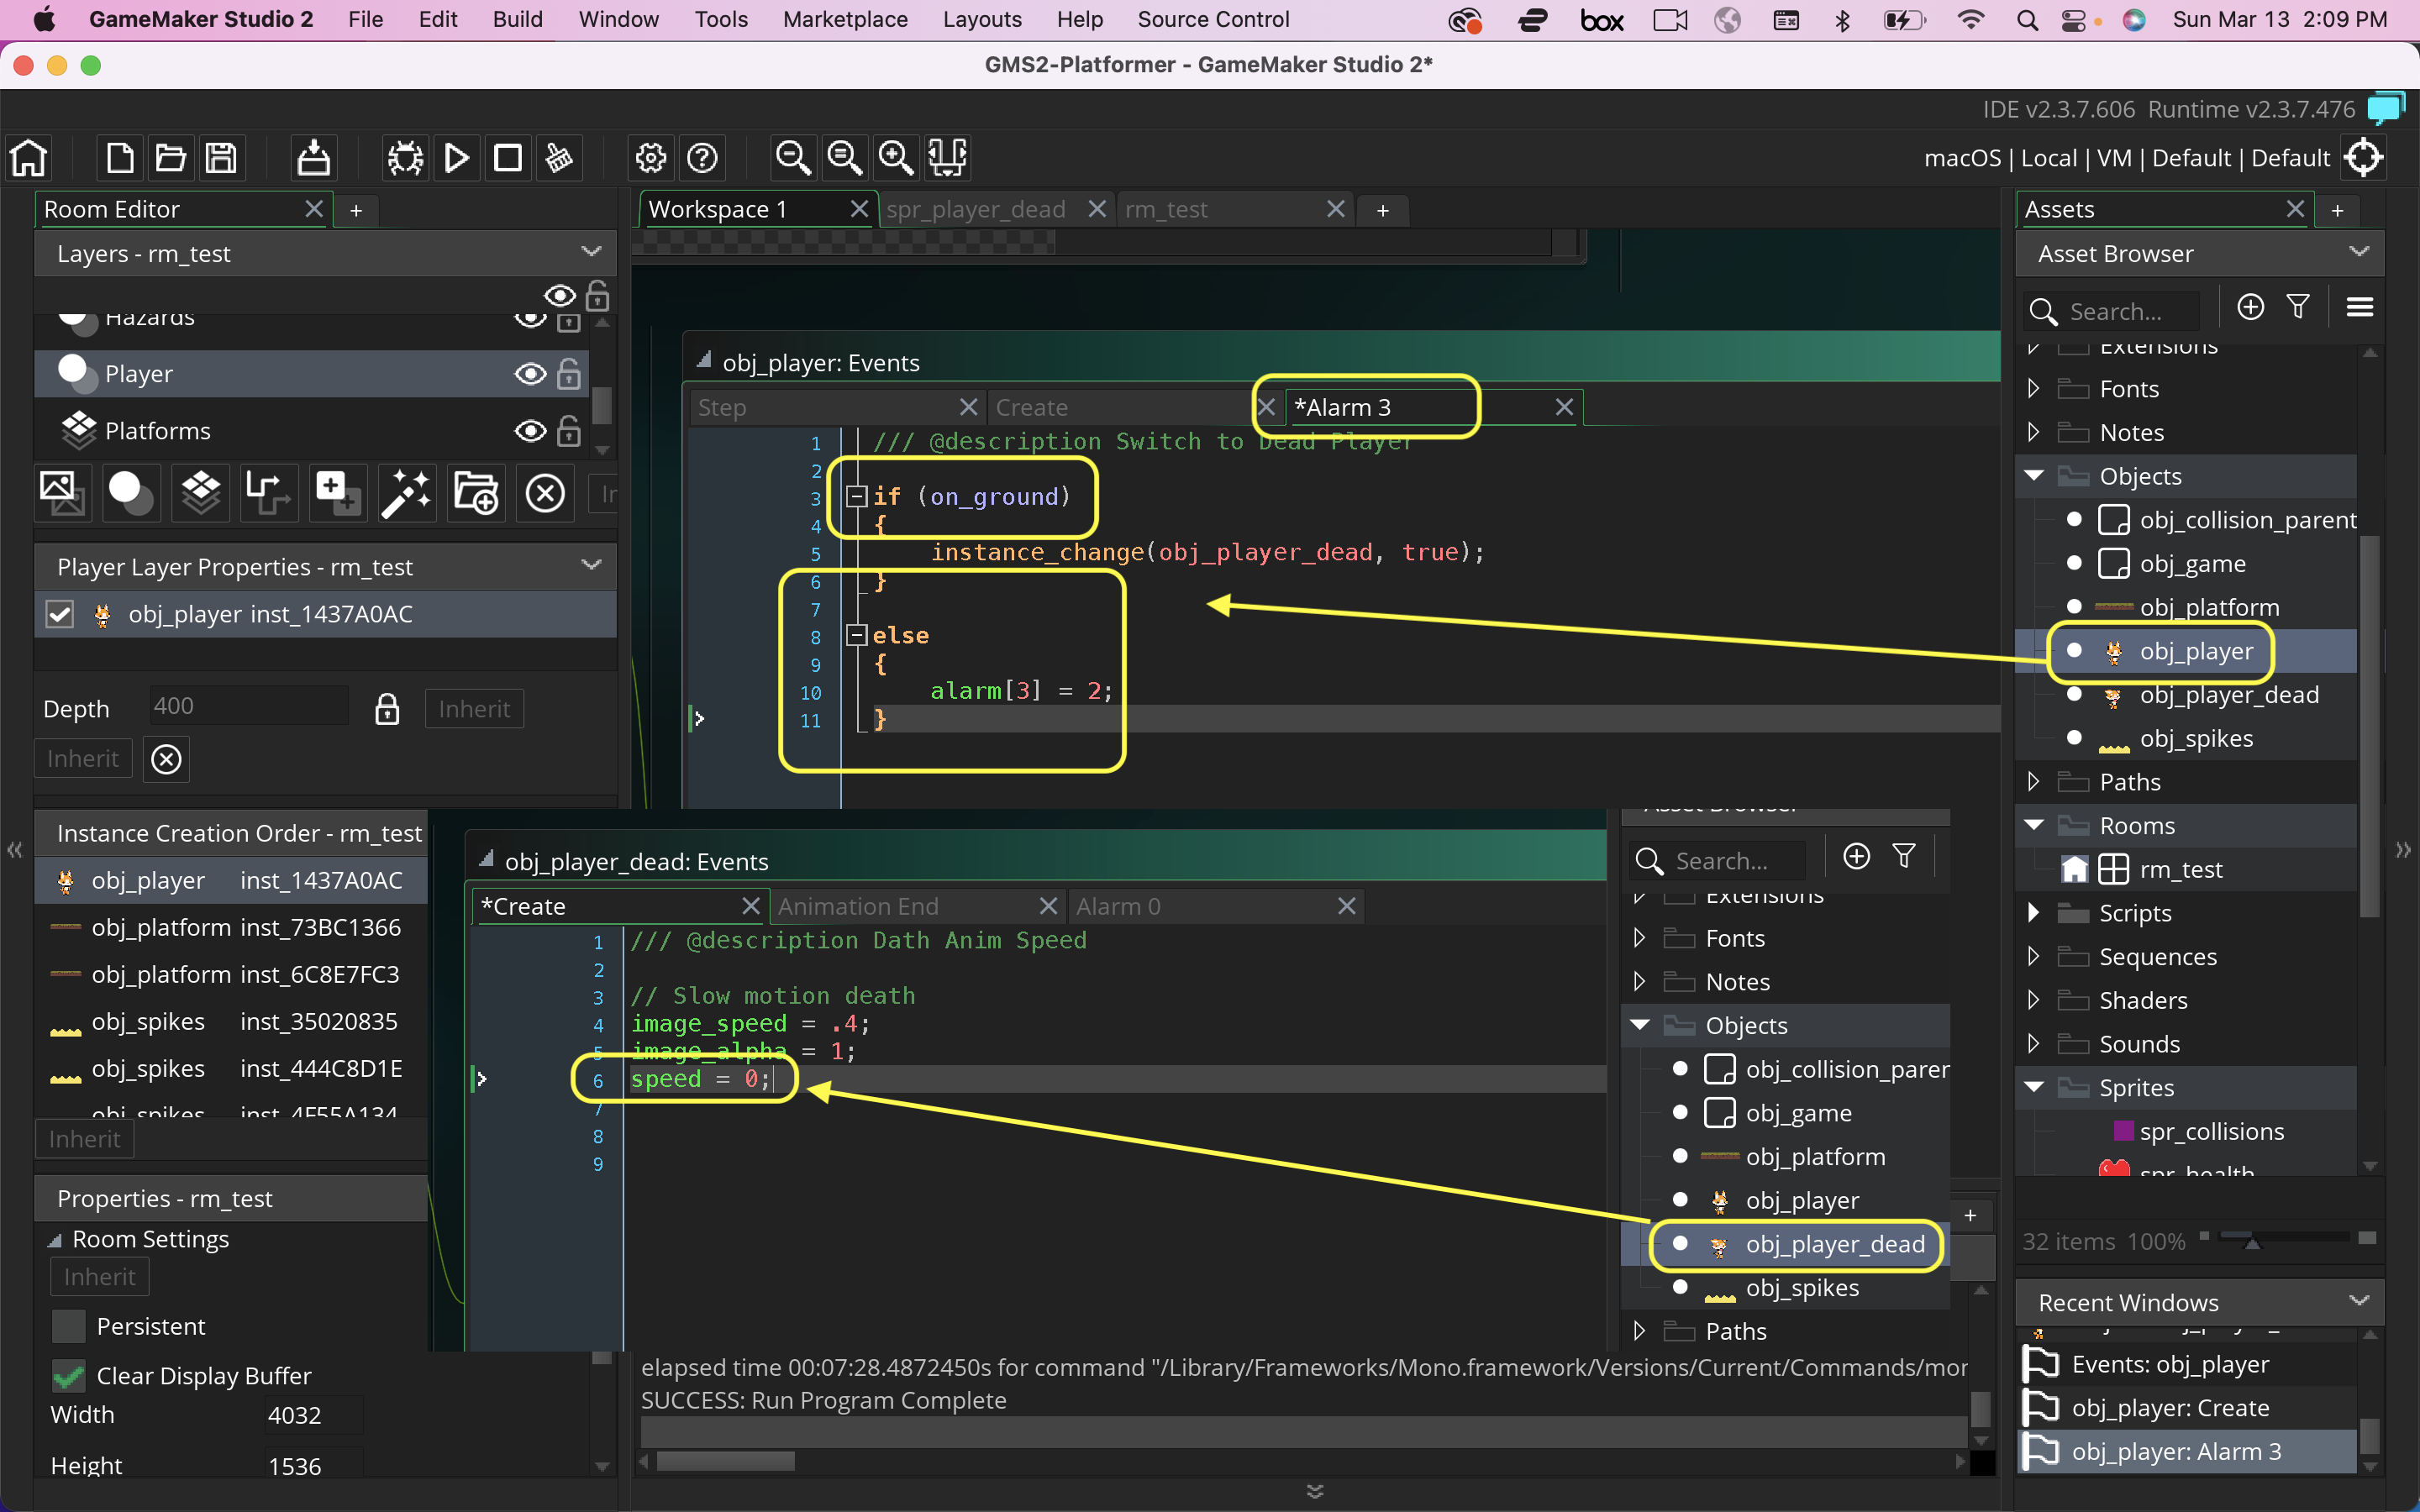 GameMaker Studio 2 File Edit Build Window Tools Marketplace Layouts Help Source Control box Sun Mar 13 2:09 PM
GMS2-Platformer - GameMaker Studio 2*
IDE v2.3.7.606 Runtime v2.3.7.476
macOS | Local | VM | Default | Default
Room Editor
Layers - rm_test
Hazards
Player
Platforms
Player Layer Properties - rm_test
obj_player inst_1437A0AC
Depth 400 Inherit
Inherit
Instance Creation Order - rm_test
obj_player inst_1437A0AC
obj_platform inst_73BC1366
obj_platform inst_6C8E7FC3
obj_spikes inst_35020835
obj_spikes inst_444C8D1E
obj_spikes inst_4F55A134
Inherit
Properties - rm_test
Room Settings
Inherit
Persistent
Clear Display Buffer
Width 4032
Height 1536
Workspace 1 spr_player_dead rm_test +
obj_player: Events
Step Create *Alarm 3
1 /// @description Switch to Dead Player
2
3 if (on_ground)
4 {
5 instance_change(obj_player_dead, true);
6 }
7
8 else
9 {
10 alarm[3] = 2;
11 }
obj_player_dead: Events
*Create Animation End Alarm 0
1 /// @description Dath Anim Speed
2
3 // Slow motion death
4 image_speed = .4;
5 image_alpha = 1;
6 speed = 0;
7
8
9
Asset Browser
Search...
Extensions
Fonts
Notes
Objects
obj_collision_parer
obj_game
obj_platform
obj_player
obj_player_dead
obj_spikes
Paths
elapsed time 00:07:28.4872450s for command "/Library/Frameworks/Mono.framework/Versions/Current/Commands/mor
SUCCESS: Run Program Complete
Assets
Asset Browser
Search...
Extensions
Fonts
Notes
Objects
obj_collision_parent
obj_game
obj_platform
obj_player
obj_player_dead
obj_spikes
Paths
Rooms
rm_test
Scripts
Sequences
Shaders
Sounds
Sprites
spr_collisions
spr_health
32 items 100%
Recent Windows
Events: obj_player
obj_player: Create
obj_player: Alarm 3